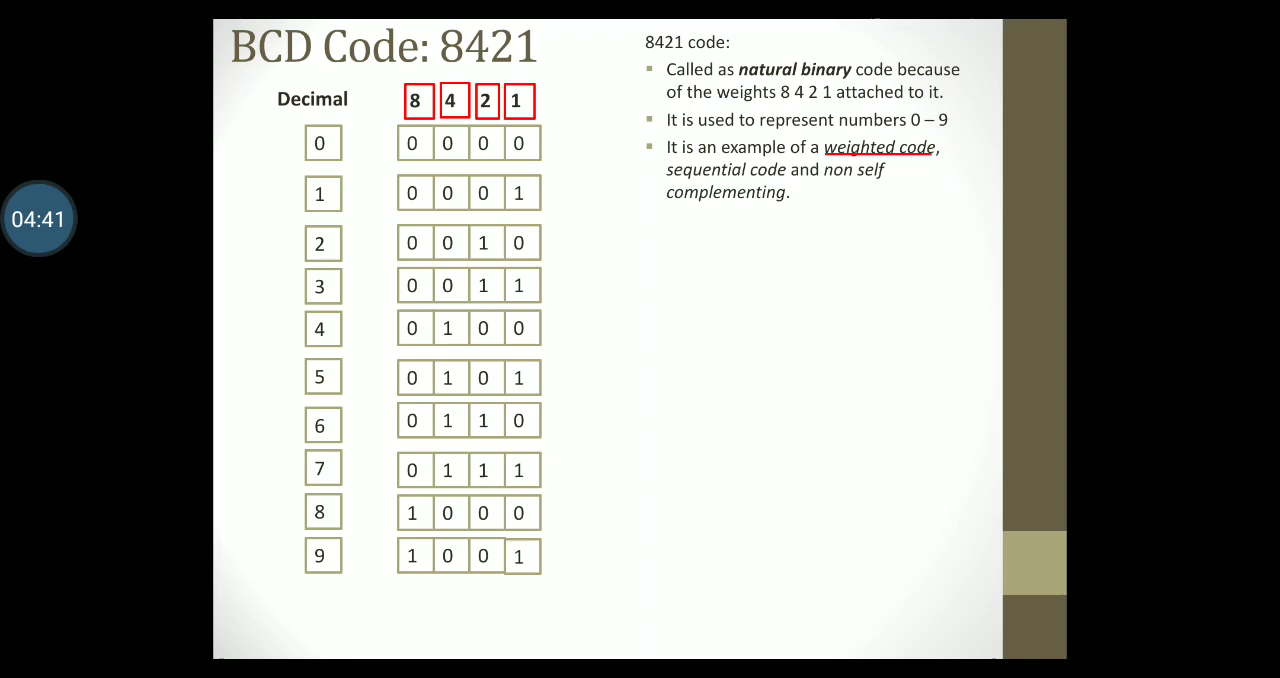 BCD Code: 8421
Decimal 8 4 2 1
0 0 0 0 0
1 0 0 0 1
2 0 0 1 0
3 0 0 1 1
4 0 1 0 0
5 0 1 0 1
6 0 1 1 0
7 0 1 1 1
8 1 0 0 0
9 1 0 0 1
8421 code:
▪ Called as natural binary code because
of the weights 8 4 2 1 attached to it.
▪ It is used to represent numbers 0 – 9
▪ It is an example of a weighted code,
sequential code and non self
complementing.
04:41